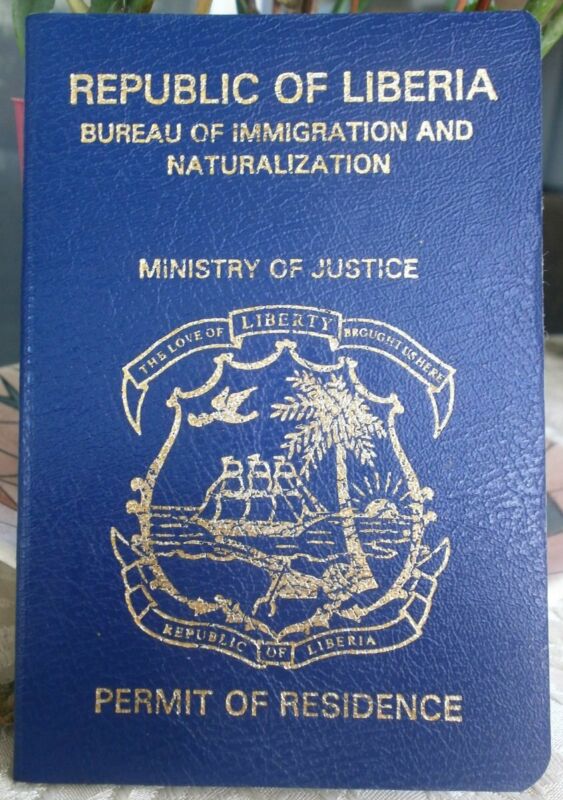 REPUBLIC OF LIBERIA
BUREAU OF IMMIGRATION AND
NATURALIZATION
MINISTRY OF JUSTICE
THE LOVE OF LIBERTY BROUGHT US HERE
REPUBLIC OF LIBERIA
PERMIT OF RESIDENCE